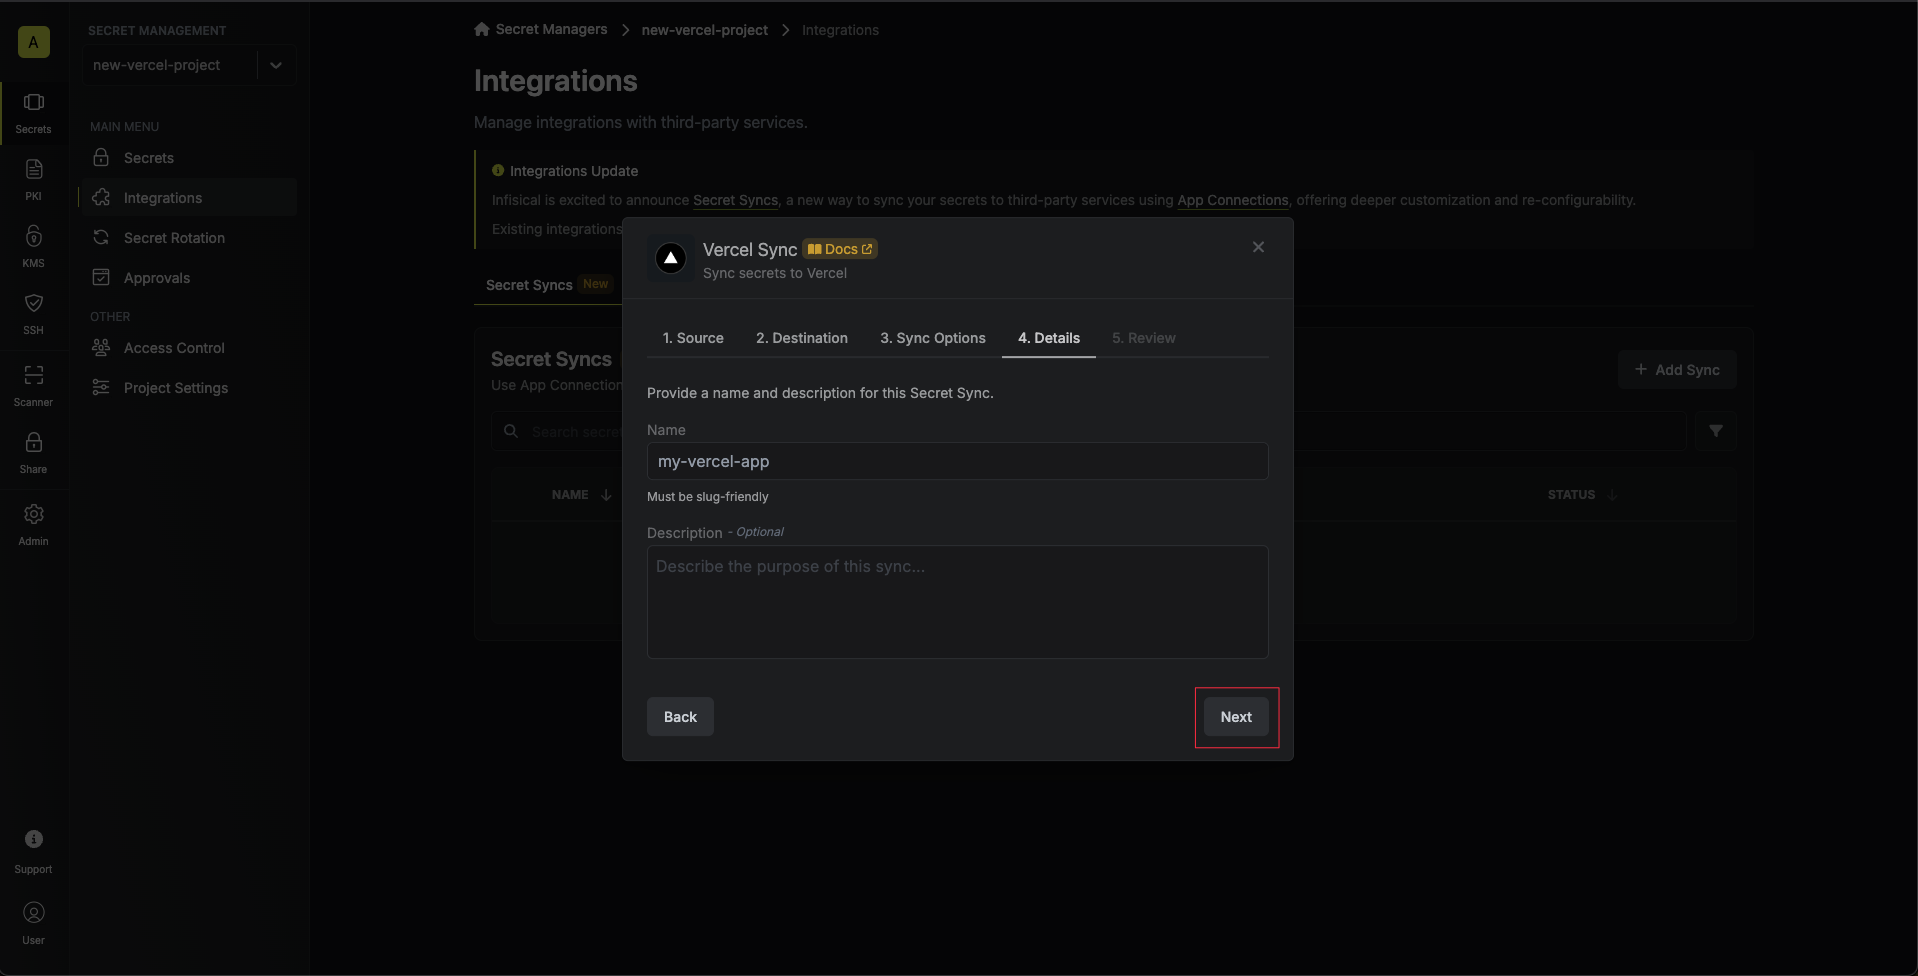 A
SECRET MANAGEMENT
new-vercel-project
Secrets
PKI
KMS
SSH
Scanner
Share
Admin
Support
User
MAIN MENU
Secrets
Integrations
Secret Rotation
Approvals
OTHER
Access Control
Project Settings
Secret Managers
new-vercel-project
Integrations
Integrations
Manage integrations with third-party services.
Integrations Update
Infisical is excited to announce Secret Syncs, a new way to sync your secrets to third-party services using App Connections, offering deeper customization and re-configurability.
Existing integrations
Secret Syncs New
Secret Syncs
Use App Connection
+ Add Sync
Search secret
NAME
STATUS
Vercel Sync Docs
Sync secrets to Vercel
1. Source
2. Destination
3. Sync Options
4. Details
5. Review
Provide a name and description for this Secret Sync.
Name
my-vercel-app
Must be slug-friendly
Description - Optional
Describe the purpose of this sync...
Back
Next